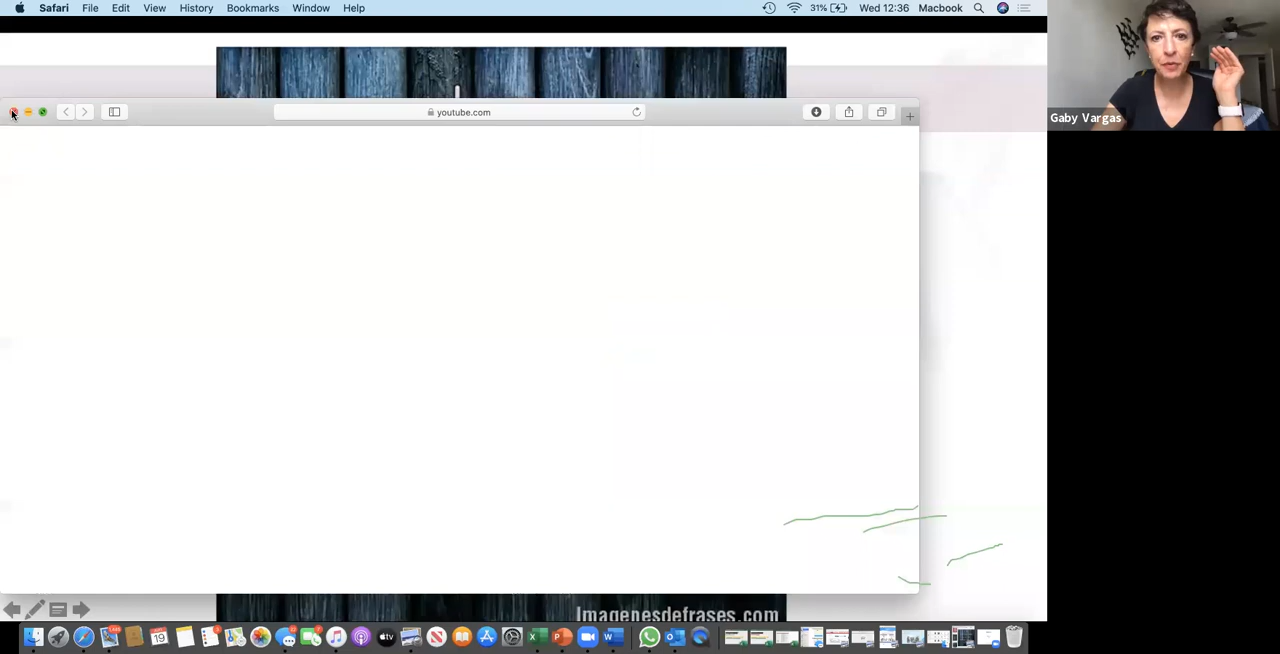 Safari File Edit View History Bookmarks Window Help 31% Wed 12:36 Macbook
youtube.com
Gaby Vargas
Imagenesdefrases.com
19